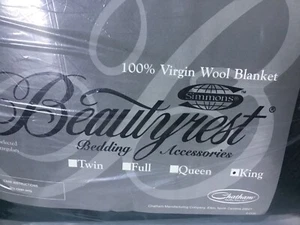 100% Virgin Wool Blanket
Simmons
Beautyrest®
Bedding Accessories
Twin Full Queen King
Chatham